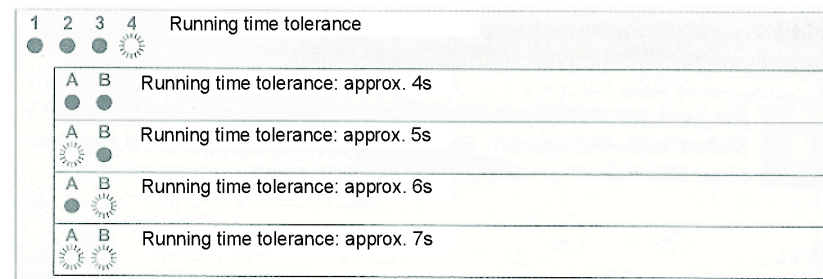 1 2 3 4 Running time tolerance
A B Running time tolerance: approx. 4s
A B Running time tolerance: approx. 5s
A B Running time tolerance: approx. 6s
A B Running time tolerance: approx. 7s